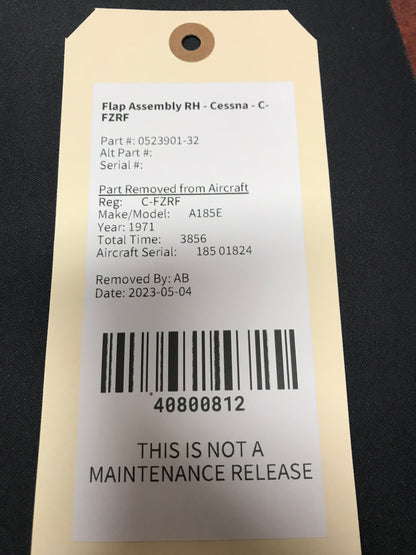 Flap Assembly RH - Cessna - C-
FZRF
Part #: 0523901-32
Alt Part #:
Serial #:
Part Removed from Aircraft
Reg: C-FZRF
Make/Model: A185E
Year: 1971
Total Time: 3856
Aircraft Serial: 185 01824
Removed By: AB
Date: 2023-05-04
40800812
THIS IS NOT A
MAINTENANCE RELEASE